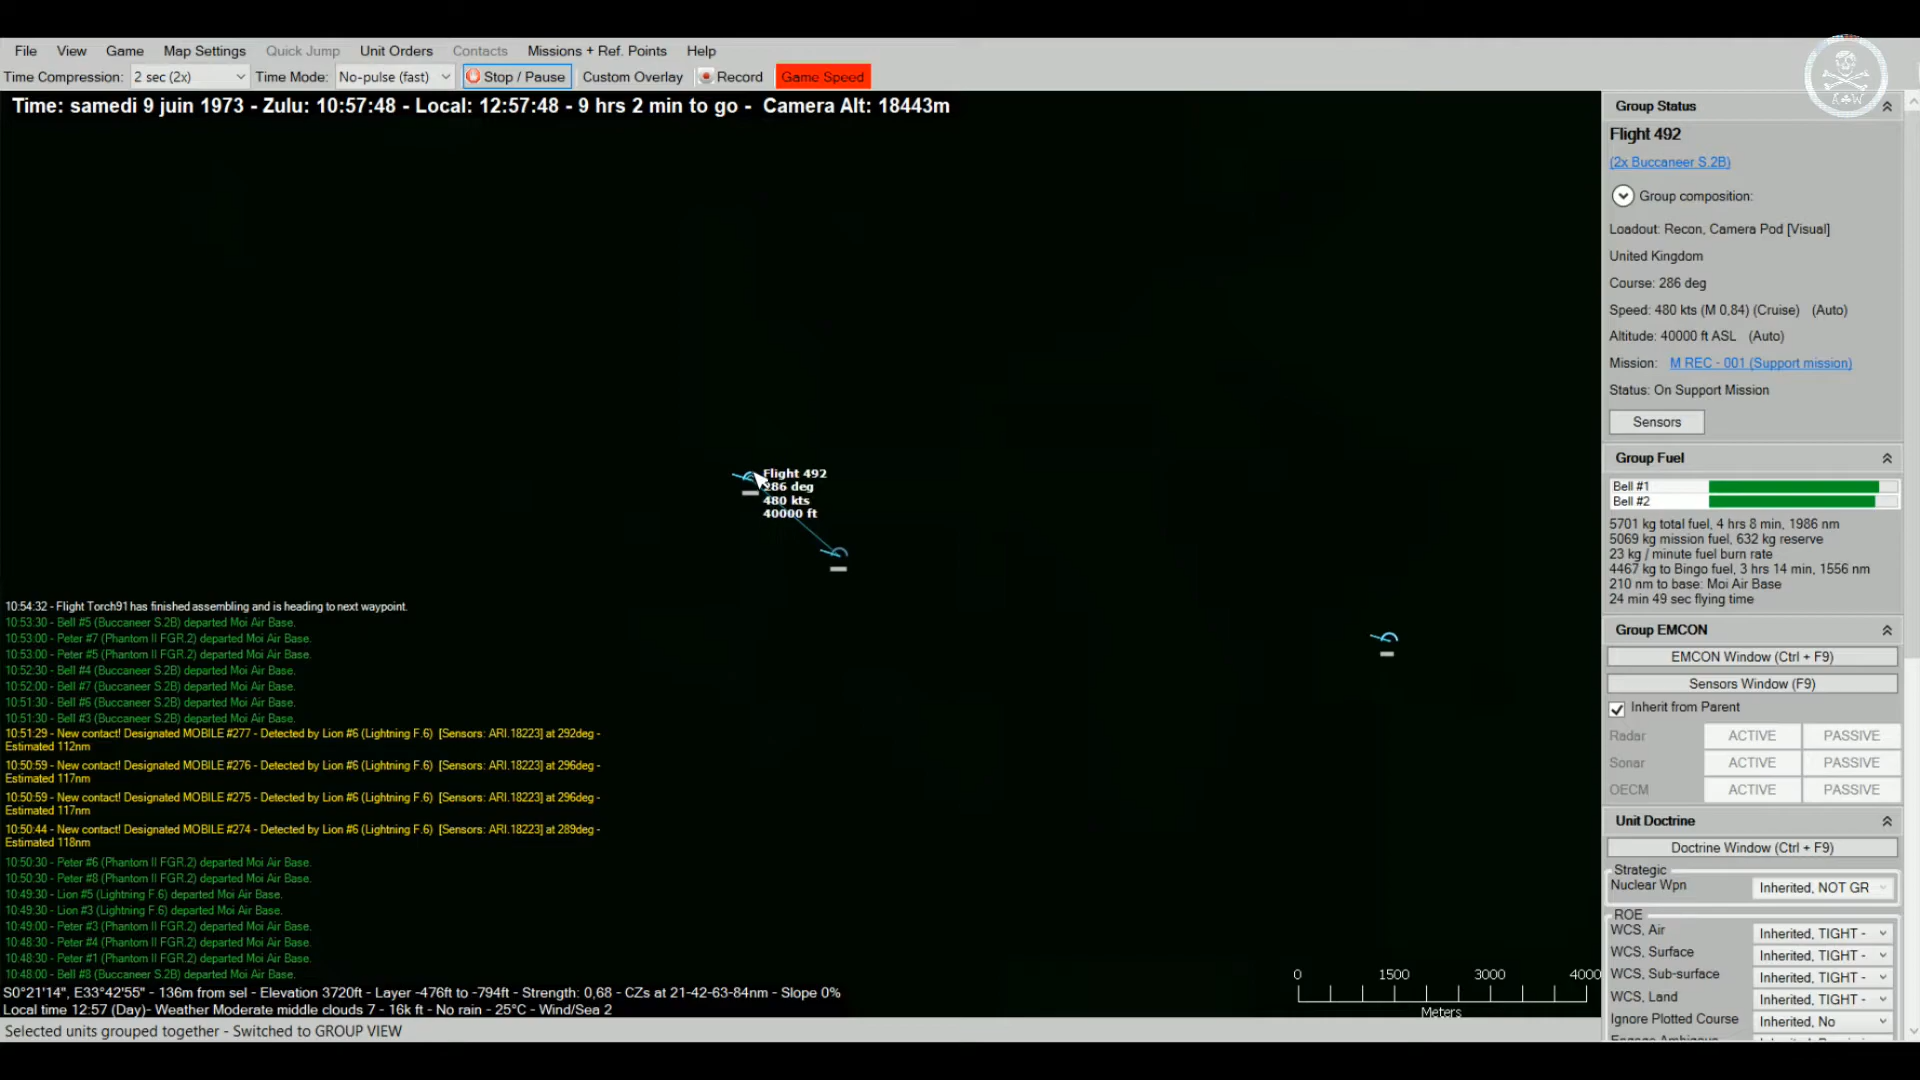 File View Game Map Settings Quick Jump Unit Orders Contacts Missions + Ref. Points Help
Time Compression: 2 sec (2x) Time Mode: No-pulse (fast) Stop / Pause Custom Overlay Record Game Speed
Time: samedi 9 juin 1973 - Zulu: 10:57:48 - Local: 12:57:48 - 9 hrs 2 min to go - Camera Alt: 18443m
Flight 492
286 deg
480 kts
40000 ft
10:54:32 - Flight Torch91 has finished assembling and is heading to next waypoint.
10:53:30 - Bell #5 (Buccaneer S.2B) departed Moi Air Base.
10:53:00 - Peter #7 (Phantom II FGR.2) departed Moi Air Base.
10:53:00 - Peter #5 (Phantom II FGR.2) departed Moi Air Base.
10:52:30 - Bell #4 (Buccaneer S.2B) departed Moi Air Base.
10:52:00 - Bell #7 (Buccaneer S.2B) departed Moi Air Base.
10:51:30 - Bell #6 (Buccaneer S.2B) departed Moi Air Base.
10:51:30 - Bell #3 (Buccaneer S.2B) departed Moi Air Base.
10:51:29 - New contact! Designated MOBILE #277 - Detected by Lion #6 (Lightning F.6) [Sensors: ARI.18223] at 292deg -
Estimated 112nm
10:50:59 - New contact! Designated MOBILE #276 - Detected by Lion #6 (Lightning F.6) [Sensors: ARI.18223] at 296deg -
Estimated 117nm
10:50:59 - New contact! Designated MOBILE #275 - Detected by Lion #6 (Lightning F.6) [Sensors: ARI.18223] at 296deg -
Estimated 117nm
10:50:44 - New contact! Designated MOBILE #274 - Detected by Lion #6 (Lightning F.6) [Sensors: ARI.18223] at 289deg -
Estimated 118nm
10:50:30 - Peter #6 (Phantom II FGR.2) departed Moi Air Base.
10:50:30 - Peter #8 (Phantom II FGR.2) departed Moi Air Base.
10:49:30 - Lion #5 (Lightning F.6) departed Moi Air Base.
10:49:30 - Lion #3 (Lightning F.6) departed Moi Air Base.
10:49:00 - Peter #3 (Phantom II FGR.2) departed Moi Air Base.
10:48:30 - Peter #4 (Phantom II FGR.2) departed Moi Air Base.
10:48:30 - Peter #1 (Phantom II FGR.2) departed Moi Air Base.
10:48:00 - Bell #8 (Buccaneer S.2B) departed Moi Air Base.
S0°21'14", E33°42'55" - 136m from sel - Elevation 3720ft - Layer -476ft to -794ft - Strength: 0,68 - CZs at 21-42-63-84nm - Slope 0%
Local time 12:57 (Day)- Weather Moderate middle clouds 7 - 16k ft - No rain - 25°C - Wind/Sea 2
0 1500 3000 4000
Meters
Selected units grouped together - Switched to GROUP VIEW
Group Status
Flight 492
(2x Buccaneer S.2B)
Group composition:
Loadout: Recon, Camera Pod [Visual]
United Kingdom
Course: 286 deg
Speed: 480 kts (M 0,84) (Cruise) (Auto)
Altitude: 40000 ft ASL (Auto)
Mission: M REC - 001 (Support mission)
Status: On Support Mission
Sensors
Group Fuel
Bell #1
Bell #2
5701 kg total fuel, 4 hrs 8 min, 1986 nm
5069 kg mission fuel, 632 kg reserve
23 kg / minute fuel burn rate
4467 kg to Bingo fuel, 3 hrs 14 min, 1556 nm
210 nm to base: Moi Air Base
24 min 49 sec flying time
Group EMCON
EMCON Window (Ctrl + F9)
Sensors Window (F9)
Inherit from Parent
Radar ACTIVE PASSIVE
Sonar ACTIVE PASSIVE
OECM ACTIVE PASSIVE
Unit Doctrine
Doctrine Window (Ctrl + F9)
Strategic
Nuclear Wpn Inherited, NOT GR
ROE
WCS, Air Inherited, TIGHT -
WCS, Surface Inherited, TIGHT -
WCS, Sub-surface Inherited, TIGHT -
WCS, Land Inherited, TIGHT -
Ignore Plotted Course Inherited, No
A♣W